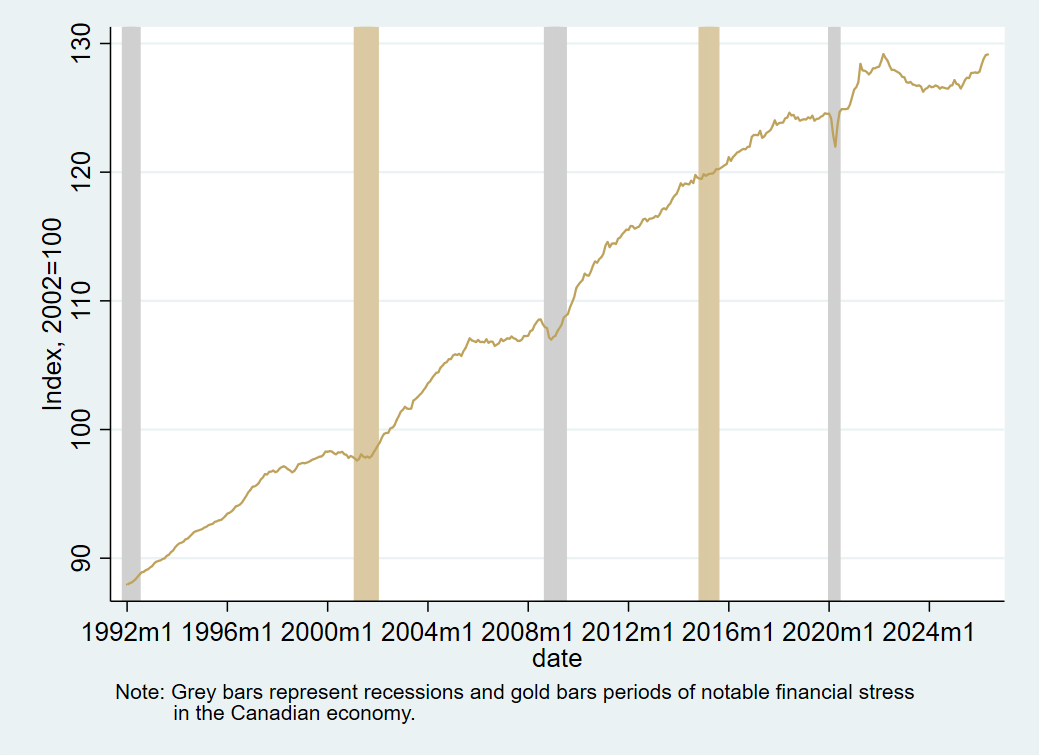 130
120
110
100
90
Index, 2002=100
1992m1 1996m1 2000m1 2004m1 2008m1 2012m1 2016m1 2020m1 2024m1
date
Note: Grey bars represent recessions and gold bars periods of notable financial stress
in the Canadian economy.